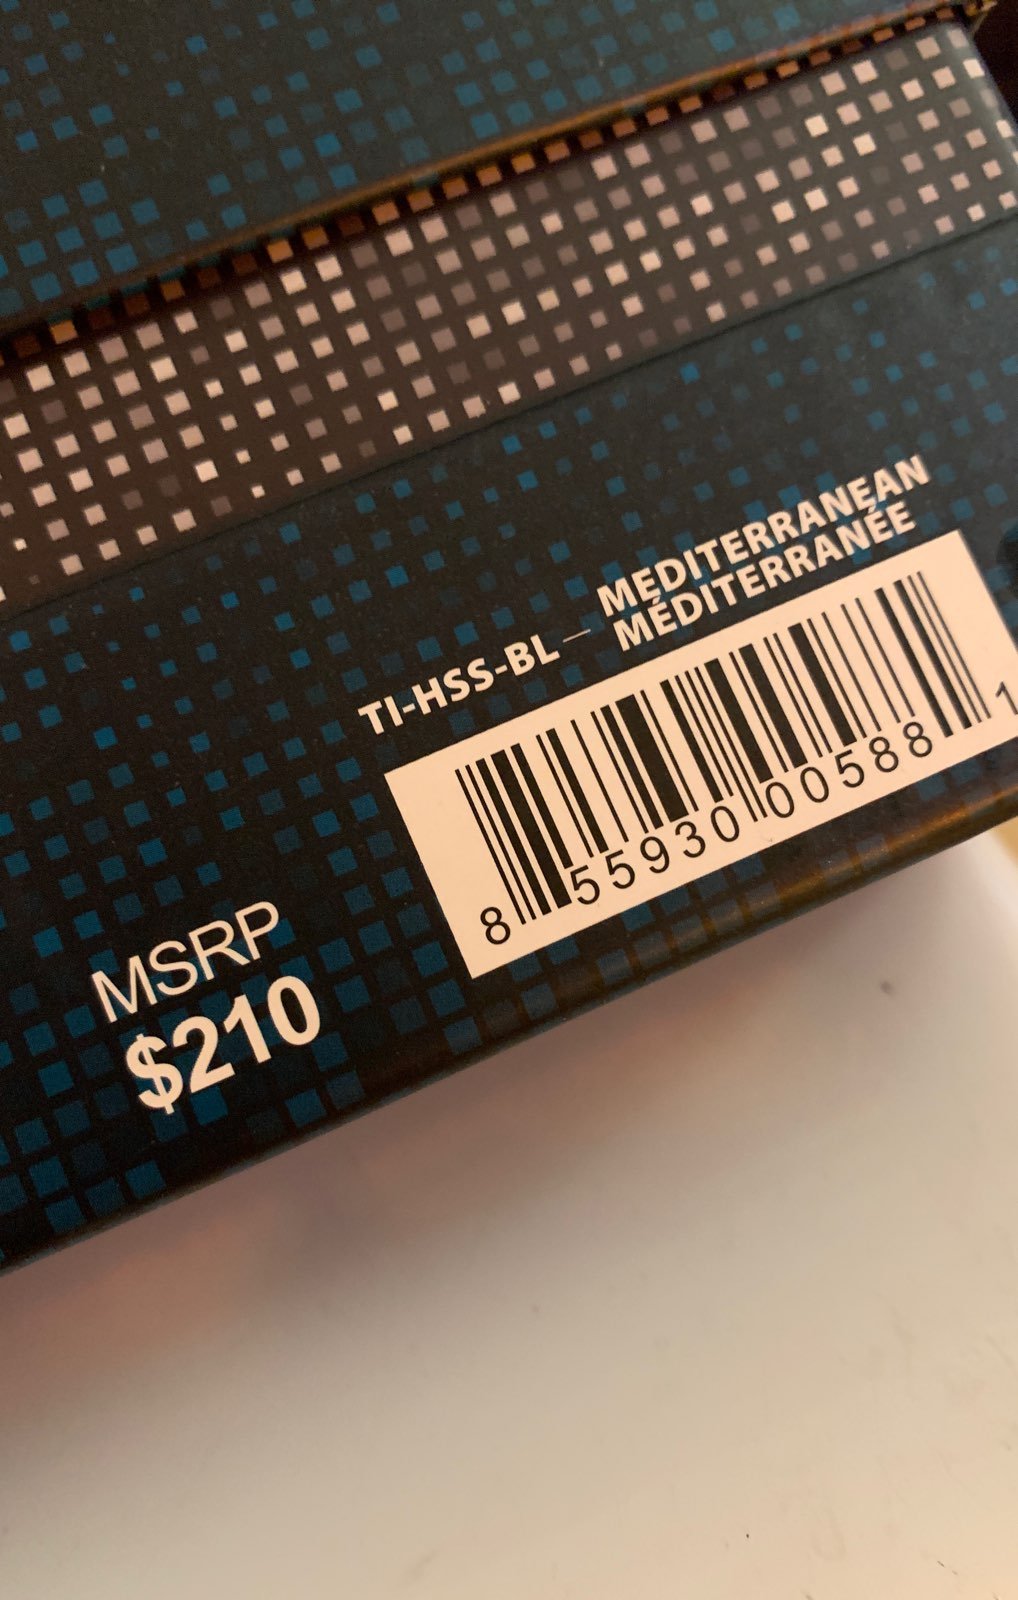 TI-HSS-BL — MEDITERRANEAN
MÉDITERRANÉE
8 55930 00588 1
MSRP
$210